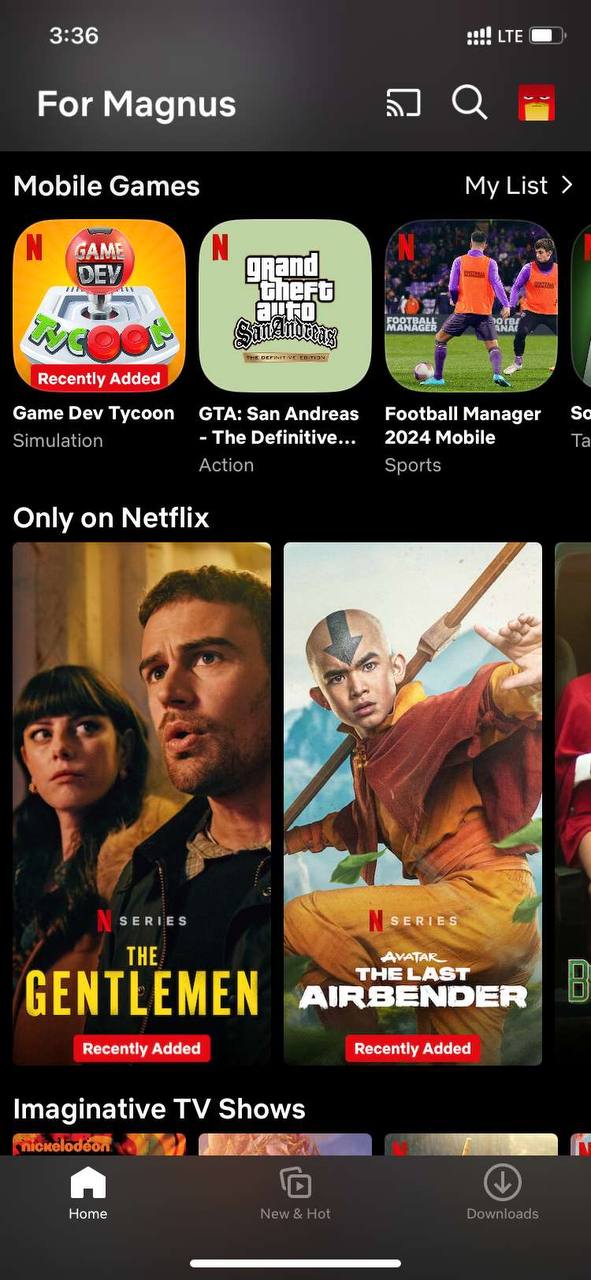 3:36
LTE
For Magnus
Mobile Games
My List
N
GAME
DEV
TYCOON
Recently Added
N
grand
theft
auto
San Andreas
THE DEFINITIVE EDITION
N
FOOTBALL
MANAGER
Game Dev Tycoon
Simulation
GTA: San Andreas
- The Definitive...
Action
Football Manager
2024 Mobile
Sports
So
Ta
Only on Netflix
N SERIES
THE
GENTLEMEN
Recently Added
N SERIES
AVATAR
THE LAST
AIRBENDER
Recently Added
B
Imaginative TV Shows
nickelodeon
N
N
Home
New & Hot
Downloads